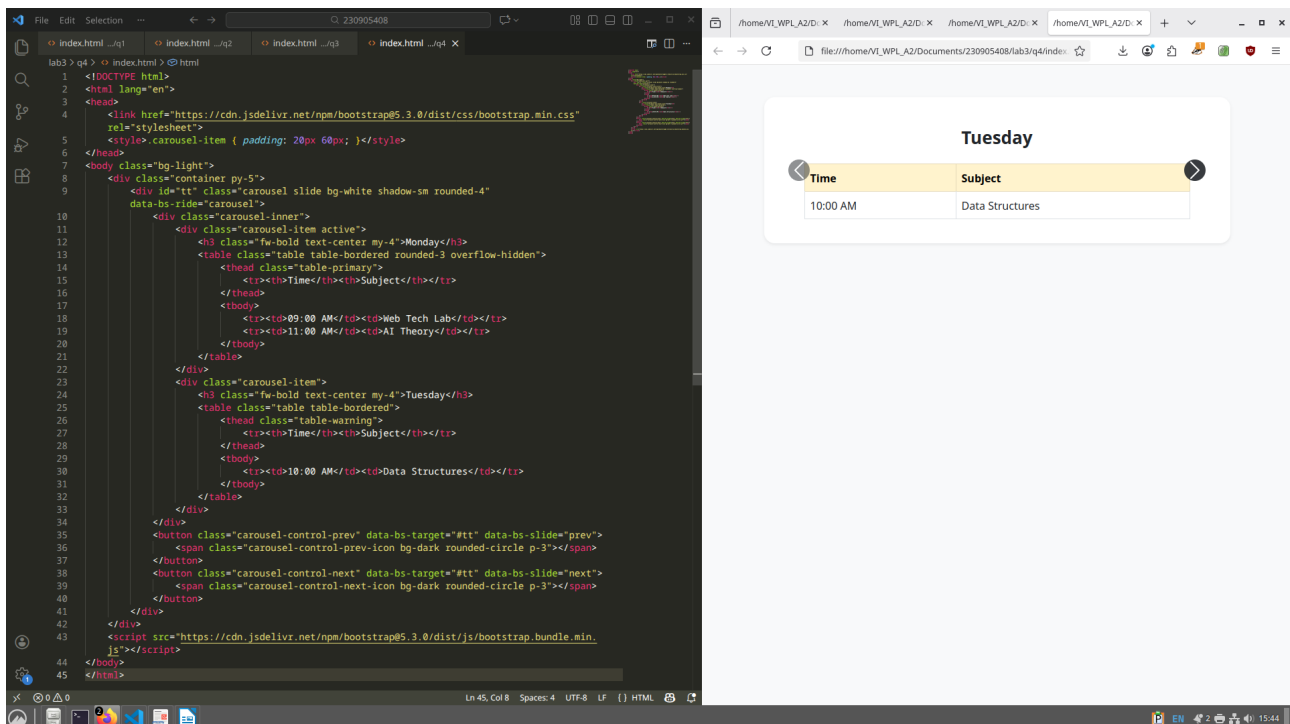 File Edit Selection ··· 230905408
index.html .../q1 index.html .../q2 index.html .../q3 index.html .../q4
lab3 > q4 > index.html > html
1 <!DOCTYPE html>
2 <html lang="en">
3 <head>
4 <link href="https://cdn.jsdelivr.net/npm/bootstrap@5.3.0/dist/css/bootstrap.min.css"
rel="stylesheet">
5 <style>.carousel-item { padding: 20px 60px; }</style>
6 </head>
7 <body class="bg-light">
8 <div class="container py-5">
9 <div id="tt" class="carousel slide bg-white shadow-sm rounded-4"
data-bs-ride="carousel">
10 <div class="carousel-inner">
11 <div class="carousel-item active">
12 <h3 class="fw-bold text-center my-4">Monday</h3>
13 <table class="table table-bordered rounded-3 overflow-hidden">
14 <thead class="table-primary">
15 <tr><th>Time</th><th>Subject</th></tr>
16 </thead>
17 <tbody>
18 <tr><td>09:00 AM</td><td>Web Tech Lab</td></tr>
19 <tr><td>11:00 AM</td><td>AI Theory</td></tr>
20 </tbody>
21 </table>
22 </div>
23 <div class="carousel-item">
24 <h3 class="fw-bold text-center my-4">Tuesday</h3>
25 <table class="table table-bordered">
26 <thead class="table-warning">
27 <tr><th>Time</th><th>Subject</th></tr>
28 </thead>
29 <tbody>
30 <tr><td>10:00 AM</td><td>Data Structures</td></tr>
31 </tbody>
32 </table>
33 </div>
34 </div>
35 <button class="carousel-control-prev" data-bs-target="#tt" data-bs-slide="prev">
36 <span class="carousel-control-prev-icon bg-dark rounded-circle p-3"></span>
37 </button>
38 <button class="carousel-control-next" data-bs-target="#tt" data-bs-slide="next">
39 <span class="carousel-control-next-icon bg-dark rounded-circle p-3"></span>
40 </button>
41 </div>
42 </div>
43 <script src="https://cdn.jsdelivr.net/npm/bootstrap@5.3.0/dist/js/bootstrap.bundle.min.
js"></script>
44 </body>
45 </html>
0 0 Ln 45, Col 8 Spaces: 4 UTF-8 LF {} HTML
/home/VI_WPL_A2/Do /home/VI_WPL_A2/Do /home/VI_WPL_A2/Do /home/VI_WPL_A2/Do
file:///home/VI_WPL_A2/Documents/230905408/lab3/q4/index
Tuesday
Time Subject
10:00 AM Data Structures
EN 2 15:44